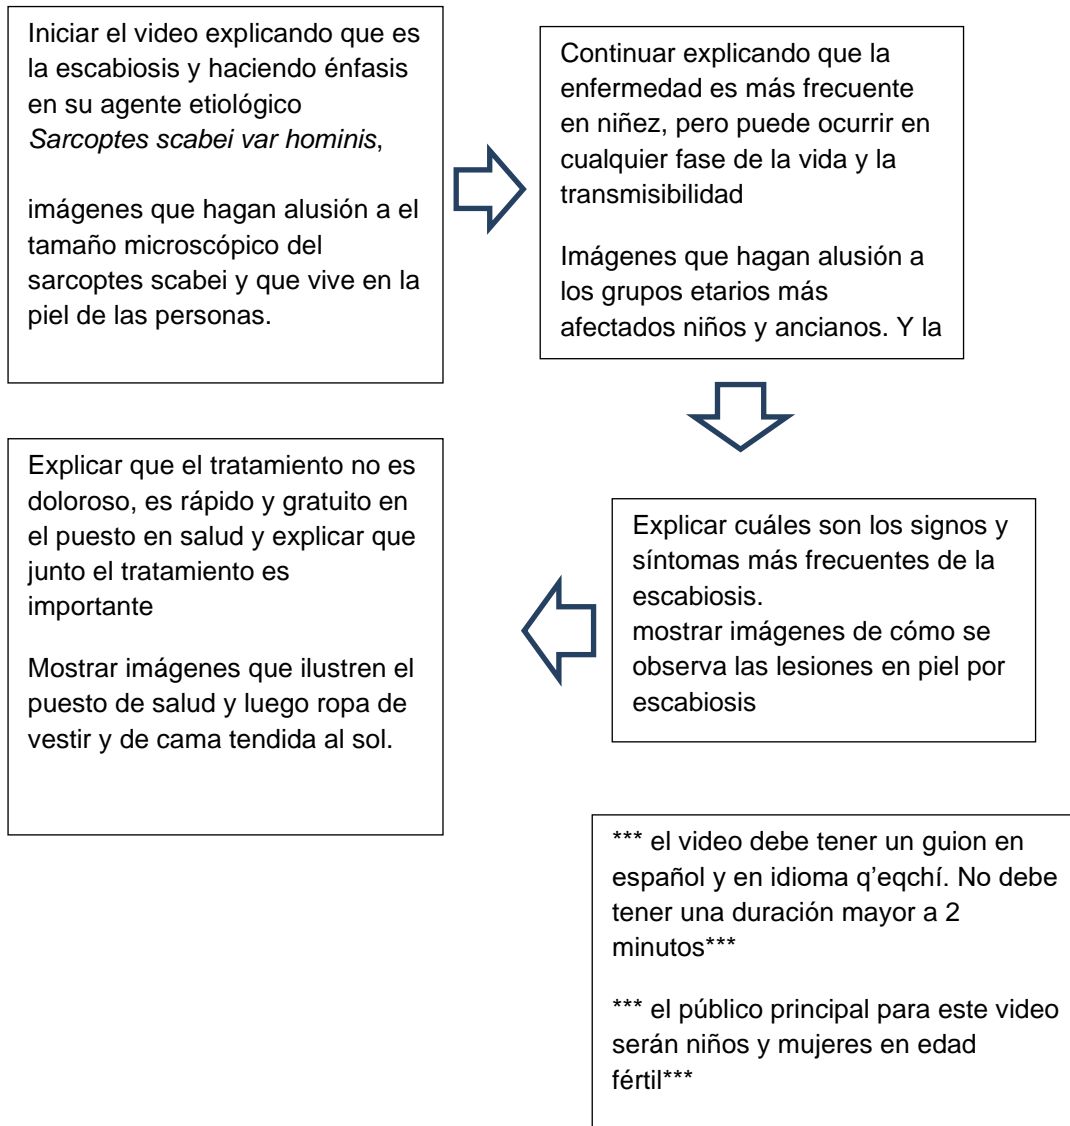 Iniciar el video explicando que es
la escabiosis y haciendo énfasis
en su agente etiológico
Sarcoptes scabei var hominis,
imágenes que hagan alusión a el
tamaño microscópico del
sarcoptes scabei y que vive en la
piel de las personas.
Continuar explicando que la
enfermedad es más frecuente
en niñez, pero puede ocurrir en
cualquier fase de la vida y la
transmisibilidad
Imágenes que hagan alusión a
los grupos etarios más
afectados niños y ancianos. Y la
Explicar cuáles son los signos y
síntomas más frecuentes de la
escabiosis.
mostrar imágenes de cómo se
observa las lesiones en piel por
escabiosis
Explicar que el tratamiento no es
doloroso, es rápido y gratuito en
el puesto en salud y explicar que
junto el tratamiento es
importante
Mostrar imágenes que ilustren el
puesto de salud y luego ropa de
vestir y de cama tendida al sol.
*** el video debe tener un guion en
español y en idioma q’eqchí. No debe
tener una duración mayor a 2
minutos***
*** el público principal para este video
serán niños y mujeres en edad
fértil***